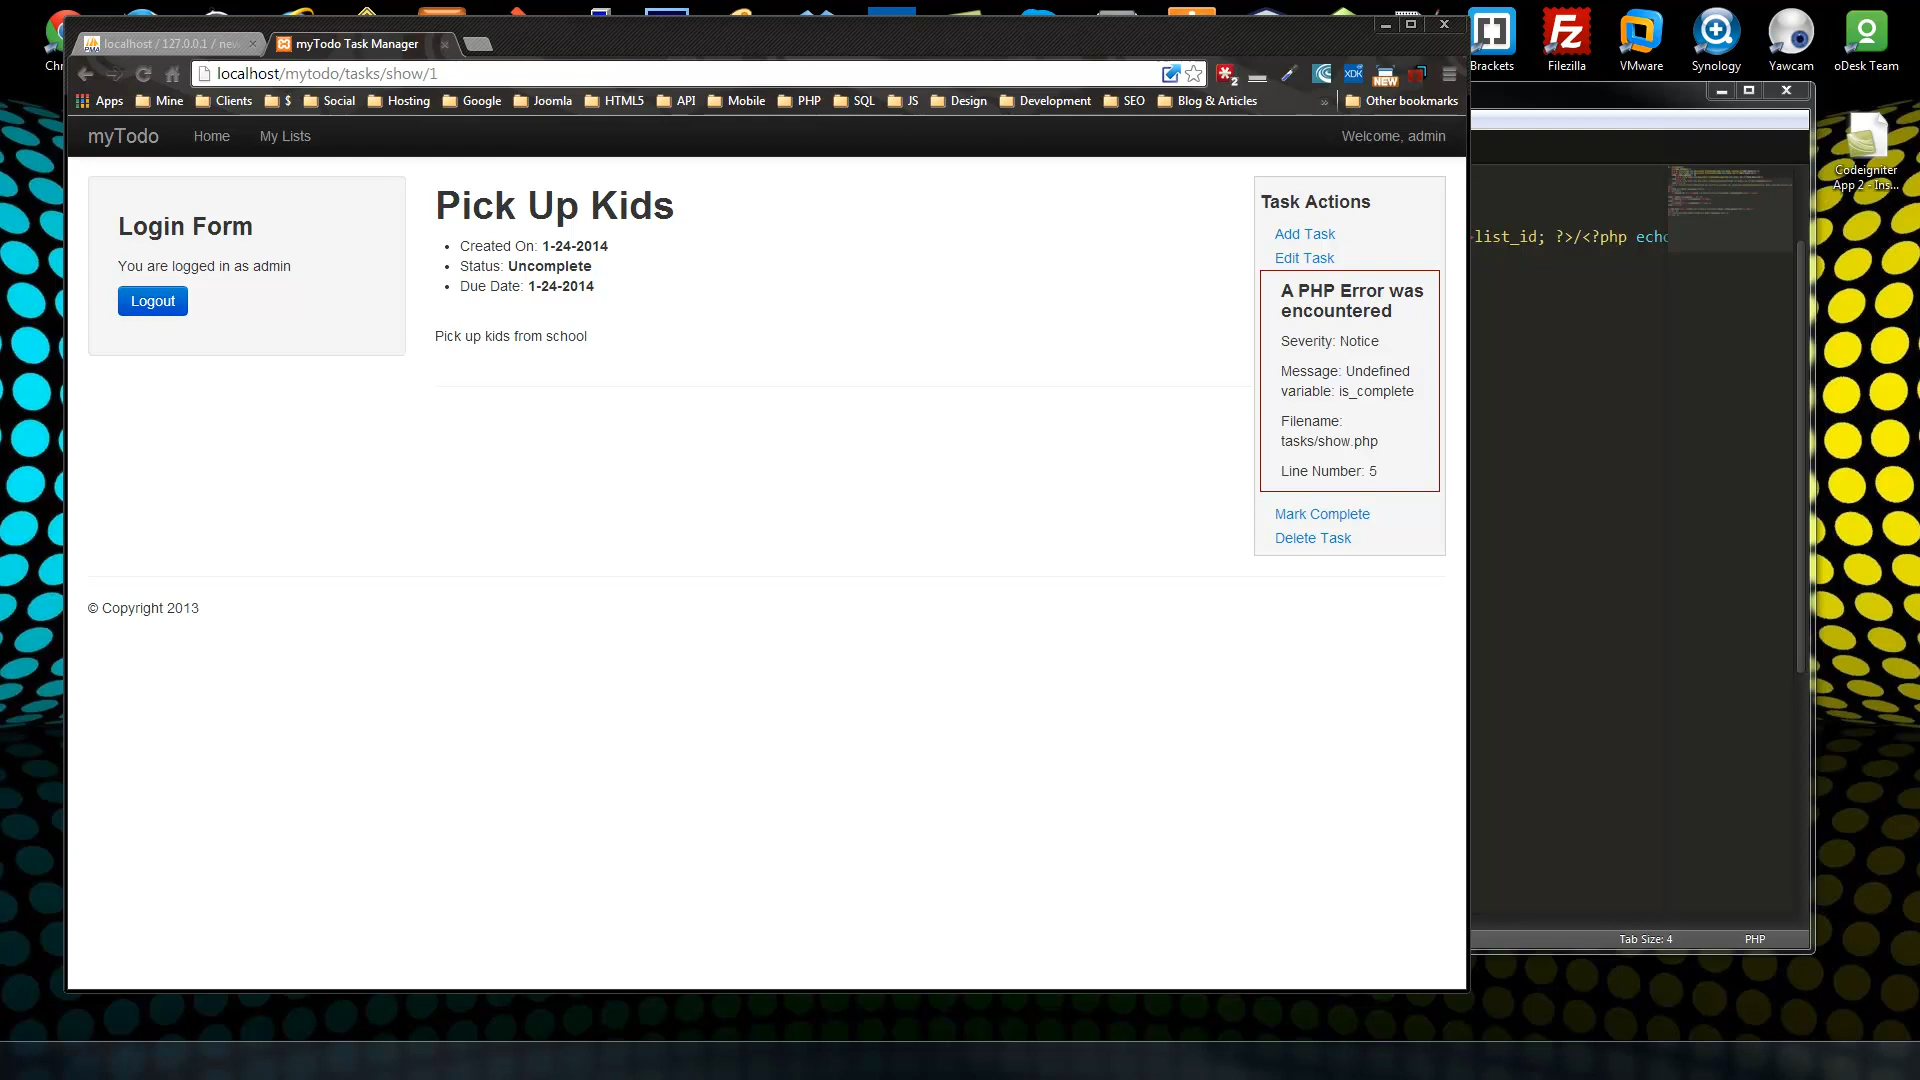 localhost / 127.0.0.1 / new
myTodo Task Manager
localhost/mytodo/tasks/show/1
Apps Mine Clients $ Social Hosting Google Joomla HTML5 API Mobile PHP SQL JS Design Development SEO Blog & Articles » Other bookmarks
myTodo Home My Lists Welcome, admin
Login Form
You are logged in as admin
Logout
Pick Up Kids
Created On: 1-24-2014
Status: Uncomplete
Due Date: 1-24-2014
Pick up kids from school
Task Actions
Add Task
Edit Task
A PHP Error was
encountered
Severity: Notice
Message: Undefined
variable: is_complete
Filename:
tasks/show.php
Line Number: 5
Mark Complete
Delete Task
© Copyright 2013
list_id; ?>/<?php echo
Tab Size: 4 PHP
Brackets
Filezilla
VMware
Synology
Yawcam
oDesk Team
Codeigniter
App 2 - Ins...